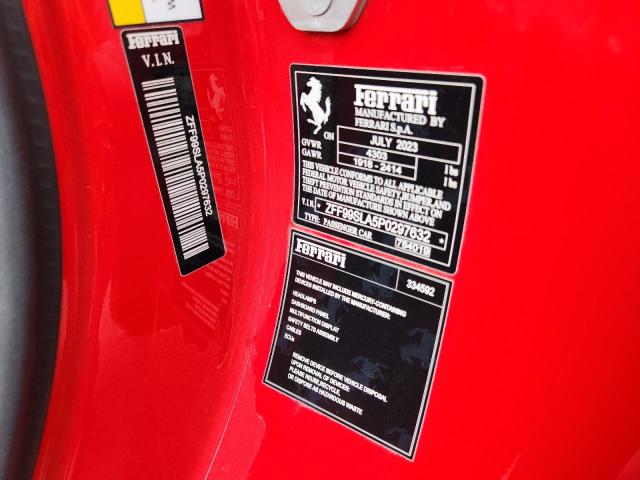 W
Ferrari
V.I.N.
ZFF99SLA5P0297632
Ferrari
MANUFACTURED BY
FERRARI S.p.A.
ON JULY 2023
GVWR 4303 lbs
GAWR 1918 - 2414 lbs
THIS VEHICLE CONFORMS TO ALL APPLICABLE
FEDERAL MOTOR VEHICLE SAFETY, BUMPER AND
THEFT PREVENTION STANDARDS IN EFFECT ON
THE DATE OF MANUFACTURE SHOWN ABOVE
V.I.N. * ZFF99SLA5P0297632 *
TYPE: PASSENGER CAR 784019
Ferrari
334592
THIS VEHICLE MAY INCLUDE MERCURY-CONTAINING
DEVICES INSTALLED BY THE MANUFACTURER:
HEADLAMPS
DASHBOARD PANEL
MULTIFUNCTION DISPLAY
SAFETY BELTS ASSEMBLY
CABLES
ECUs
REMOVE DEVICE BEFORE VEHICLE DISPOSAL
UPON REMOVAL OF DEVICES:
PLEASE REUSE, RECYCLE,
OR DISPOSE AS HAZARDOUS WASTE